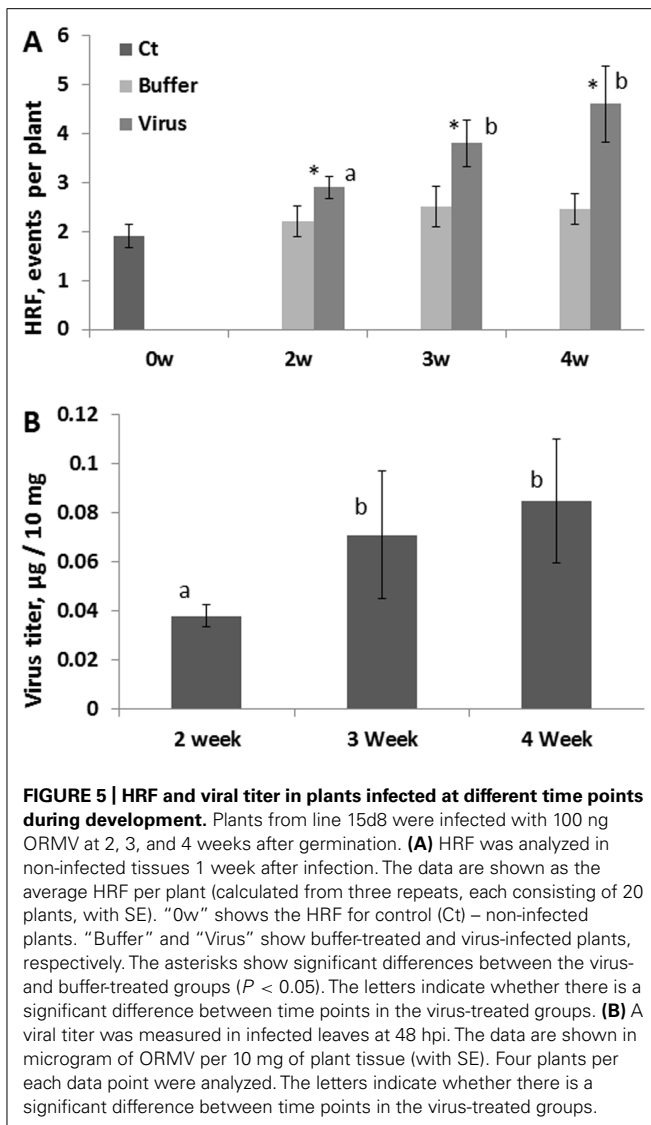 A
Ct
Buffer
Virus
HRF, events per plant
6
5
4
3
2
1
0
* a
* b
* b
0w 2w 3w 4w
B
Virus titer, µg / 10 mg
0.12
0.1
0.08
0.06
0.04
0.02
0
a
b
b
2 week 3 Week 4 Week
FIGURE 5 | HRF and viral titer in plants infected at different time points
during development. Plants from line 15d8 were infected with 100 ng
ORMV at 2, 3, and 4 weeks after germination. (A) HRF was analyzed in
non-infected tissues 1 week after infection. The data are shown as the
average HRF per plant (calculated from three repeats, each consisting of 20
plants, with SE). “0w” shows the HRF for control (Ct) – non-infected
plants. “Buffer” and “Virus” show buffer-treated and virus-infected plants,
respectively. The asterisks show significant differences between the virus-
and buffer-treated groups (P < 0.05). The letters indicate whether there is a
significant difference between time points in the virus-treated groups. (B) A
viral titer was measured in infected leaves at 48 hpi. The data are shown in
microgram of ORMV per 10 mg of plant tissue (with SE). Four plants per
each data point were analyzed. The letters indicate whether there is a
significant difference between time points in the virus-treated groups.